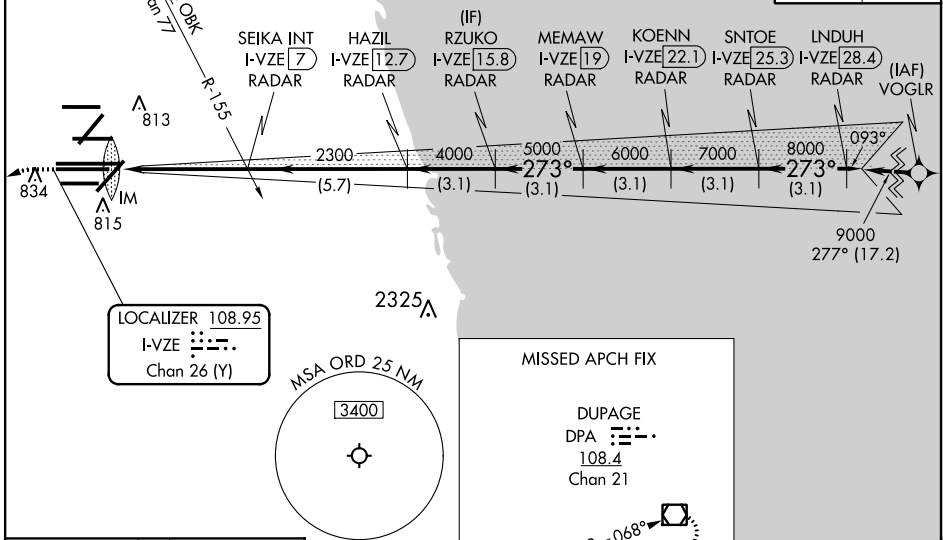 OBK
Chan 77
R-155
SEIKA INT
I-VZE 7
RADAR
HAZIL
I-VZE 12.7
RADAR
(IF)
RZUKO
I-VZE 15.8
RADAR
MEMAW
I-VZE 19
RADAR
KOENN
I-VZE 22.1
RADAR
SNTOE
I-VZE 25.3
RADAR
LNDUH
I-VZE 28.4
RADAR
(IAF)
VOGLR
813
093°
2300
4000
5000
6000
7000
8000
273°
273°
(5.7)
(3.1)
(3.1)
(3.1)
(3.1)
(3.1)
834
IM
815
9000
277° (17.2)
LOCALIZER 108.95
I-VZE
Chan 26 (Y)
2325
MSA ORD 25 NM
3400
MISSED APCH FIX
DUPAGE
DPA
108.4
Chan 21
068°